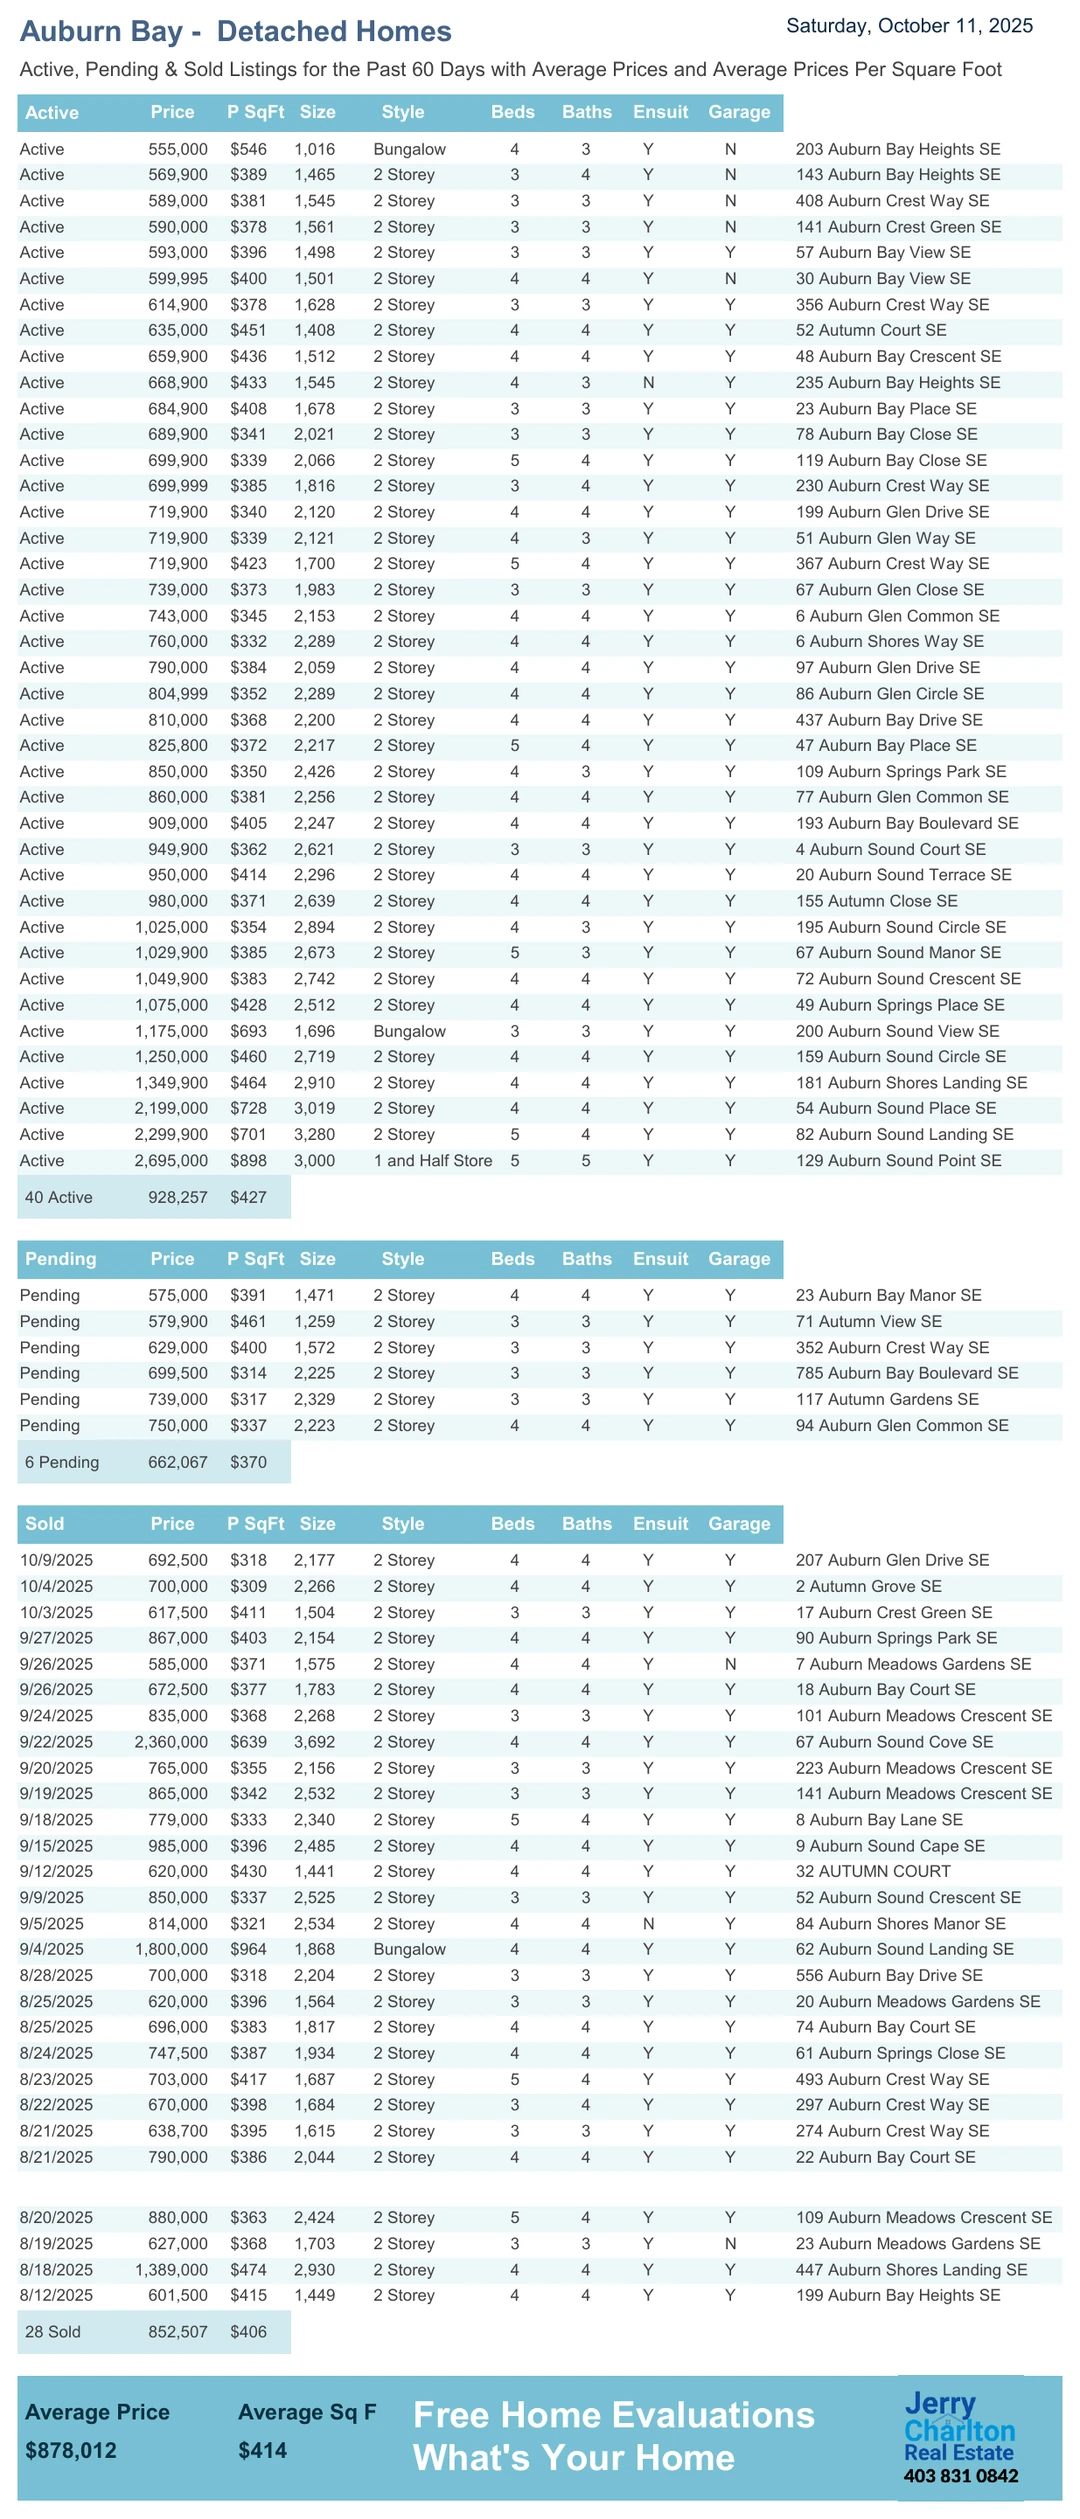 Auburn Bay - Detached Homes
Saturday, October 11, 2025
Active, Pending & Sold Listings for the Past 60 Days with Average Prices and Average Prices Per Square Foot
Active Price P SqFt Size Style Beds Baths Ensuit Garage
Active 555,000 $546 1,016 Bungalow 4 3 Y N 203 Auburn Bay Heights SE
Active 569,900 $389 1,465 2 Storey 3 4 Y N 143 Auburn Bay Heights SE
Active 589,000 $381 1,545 2 Storey 3 3 Y N 408 Auburn Crest Way SE
Active 590,000 $378 1,561 2 Storey 3 3 Y N 141 Auburn Crest Green SE
Active 593,000 $396 1,498 2 Storey 3 3 Y Y 57 Auburn Bay View SE
Active 599,995 $400 1,501 2 Storey 4 4 Y N 30 Auburn Bay View SE
Active 614,900 $378 1,628 2 Storey 3 3 Y Y 356 Auburn Crest Way SE
Active 635,000 $451 1,408 2 Storey 4 4 Y Y 52 Autumn Court SE
Active 659,900 $436 1,512 2 Storey 4 4 Y Y 48 Auburn Bay Crescent SE
Active 668,900 $433 1,545 2 Storey 4 3 N Y 235 Auburn Bay Heights SE
Active 684,900 $408 1,678 2 Storey 3 3 Y Y 23 Auburn Bay Place SE
Active 689,900 $341 2,021 2 Storey 3 3 Y Y 78 Auburn Bay Close SE
Active 699,900 $339 2,066 2 Storey 5 4 Y Y 119 Auburn Bay Close SE
Active 699,999 $385 1,816 2 Storey 3 4 Y Y 230 Auburn Crest Way SE
Active 719,900 $340 2,120 2 Storey 4 4 Y Y 199 Auburn Glen Drive SE
Active 719,900 $339 2,121 2 Storey 4 3 Y Y 51 Auburn Glen Way SE
Active 719,900 $423 1,700 2 Storey 5 4 Y Y 367 Auburn Crest Way SE
Active 739,000 $373 1,983 2 Storey 3 3 Y Y 67 Auburn Glen Close SE
Active 743,000 $345 2,153 2 Storey 4 4 Y Y 6 Auburn Glen Common SE
Active 760,000 $332 2,289 2 Storey 4 4 Y Y 6 Auburn Shores Way SE
Active 790,000 $384 2,059 2 Storey 4 4 Y Y 97 Auburn Glen Drive SE
Active 804,999 $352 2,289 2 Storey 4 4 Y Y 86 Auburn Glen Circle SE
Active 810,000 $368 2,200 2 Storey 4 4 Y Y 437 Auburn Bay Drive SE
Active 825,800 $372 2,217 2 Storey 5 4 Y Y 47 Auburn Bay Place SE
Active 850,000 $350 2,426 2 Storey 4 3 Y Y 109 Auburn Springs Park SE
Active 860,000 $381 2,256 2 Storey 4 4 Y Y 77 Auburn Glen Common SE
Active 909,000 $405 2,247 2 Storey 4 4 Y Y 193 Auburn Bay Boulevard SE
Active 949,900 $362 2,621 2 Storey 3 3 Y Y 4 Auburn Sound Court SE
Active 950,000 $414 2,296 2 Storey 4 4 Y Y 20 Auburn Sound Terrace SE
Active 980,000 $371 2,639 2 Storey 4 4 Y Y 155 Autumn Close SE
Active 1,025,000 $354 2,894 2 Storey 4 3 Y Y 195 Auburn Sound Circle SE
Active 1,029,900 $385 2,673 2 Storey 5 3 Y Y 67 Auburn Sound Manor SE
Active 1,049,900 $383 2,742 2 Storey 4 4 Y Y 72 Auburn Sound Crescent SE
Active 1,075,000 $428 2,512 2 Storey 4 4 Y Y 49 Auburn Springs Place SE
Active 1,175,000 $693 1,696 Bungalow 3 3 Y Y 200 Auburn Sound View SE
Active 1,250,000 $460 2,719 2 Storey 4 4 Y Y 159 Auburn Sound Circle SE
Active 1,349,900 $464 2,910 2 Storey 4 4 Y Y 181 Auburn Shores Landing SE
Active 2,199,000 $728 3,019 2 Storey 4 4 Y Y 54 Auburn Sound Place SE
Active 2,299,900 $701 3,280 2 Storey 5 4 Y Y 82 Auburn Sound Landing SE
Active 2,695,000 $898 3,000 1 and Half Store 5 5 Y Y 129 Auburn Sound Point SE
40 Active 928,257 $427
Pending Price P SqFt Size Style Beds Baths Ensuit Garage
Pending 575,000 $391 1,471 2 Storey 4 4 Y Y 23 Auburn Bay Manor SE
Pending 579,900 $461 1,259 2 Storey 3 3 Y Y 71 Autumn View SE
Pending 629,000 $400 1,572 2 Storey 3 3 Y Y 352 Auburn Crest Way SE
Pending 699,500 $314 2,225 2 Storey 3 3 Y Y 785 Auburn Bay Boulevard SE
Pending 739,000 $317 2,329 2 Storey 3 3 Y Y 117 Autumn Gardens SE
Pending 750,000 $337 2,223 2 Storey 4 4 Y Y 94 Auburn Glen Common SE
6 Pending 662,067 $370
Sold Price P SqFt Size Style Beds Baths Ensuit Garage
10/9/2025 692,500 $318 2,177 2 Storey 4 4 Y Y 207 Auburn Glen Drive SE
10/4/2025 700,000 $309 2,266 2 Storey 4 4 Y Y 2 Autumn Grove SE
10/3/2025 617,500 $411 1,504 2 Storey 3 3 Y Y 17 Auburn Crest Green SE
9/27/2025 867,000 $403 2,154 2 Storey 4 4 Y Y 90 Auburn Springs Park SE
9/26/2025 585,000 $371 1,575 2 Storey 4 4 Y N 7 Auburn Meadows Gardens SE
9/26/2025 672,500 $377 1,783 2 Storey 4 4 Y Y 18 Auburn Bay Court SE
9/24/2025 835,000 $368 2,268 2 Storey 3 3 Y Y 101 Auburn Meadows Crescent SE
9/22/2025 2,360,000 $639 3,692 2 Storey 4 4 Y Y 67 Auburn Sound Cove SE
9/20/2025 765,000 $355 2,156 2 Storey 3 3 Y Y 223 Auburn Meadows Crescent SE
9/19/2025 865,000 $342 2,532 2 Storey 3 3 Y Y 141 Auburn Meadows Crescent SE
9/18/2025 779,000 $333 2,340 2 Storey 5 4 Y Y 8 Auburn Bay Lane SE
9/15/2025 985,000 $396 2,485 2 Storey 4 4 Y Y 9 Auburn Sound Cape SE
9/12/2025 620,000 $430 1,441 2 Storey 4 4 Y Y 32 AUTUMN COURT
9/9/2025 850,000 $337 2,525 2 Storey 3 3 Y Y 52 Auburn Sound Crescent SE
9/5/2025 814,000 $321 2,534 2 Storey 4 4 N Y 84 Auburn Shores Manor SE
9/4/2025 1,800,000 $964 1,868 Bungalow 4 4 Y Y 62 Auburn Sound Landing SE
8/28/2025 700,000 $318 2,204 2 Storey 3 3 Y Y 556 Auburn Bay Drive SE
8/25/2025 620,000 $396 1,564 2 Storey 3 3 Y Y 20 Auburn Meadows Gardens SE
8/25/2025 696,000 $383 1,817 2 Storey 4 4 Y Y 74 Auburn Bay Court SE
8/24/2025 747,500 $387 1,934 2 Storey 4 4 Y Y 61 Auburn Springs Close SE
8/23/2025 703,000 $417 1,687 2 Storey 5 4 Y Y 493 Auburn Crest Way SE
8/22/2025 670,000 $398 1,684 2 Storey 3 4 Y Y 297 Auburn Crest Way SE
8/21/2025 638,700 $395 1,615 2 Storey 3 3 Y Y 274 Auburn Crest Way SE
8/21/2025 790,000 $386 2,044 2 Storey 4 4 Y Y 22 Auburn Bay Court SE
8/20/2025 880,000 $363 2,424 2 Storey 5 4 Y Y 109 Auburn Meadows Crescent SE
8/19/2025 627,000 $368 1,703 2 Storey 3 3 Y N 23 Auburn Meadows Gardens SE
8/18/2025 1,389,000 $474 2,930 2 Storey 4 4 Y Y 447 Auburn Shores Landing SE
8/12/2025 601,500 $415 1,449 2 Storey 4 4 Y Y 199 Auburn Bay Heights SE
28 Sold 852,507 $406
Average Price Average Sq F
$878,012 $414
Free Home Evaluations
What's Your Home
Jerry
Charlton
Real Estate
403 831 0842